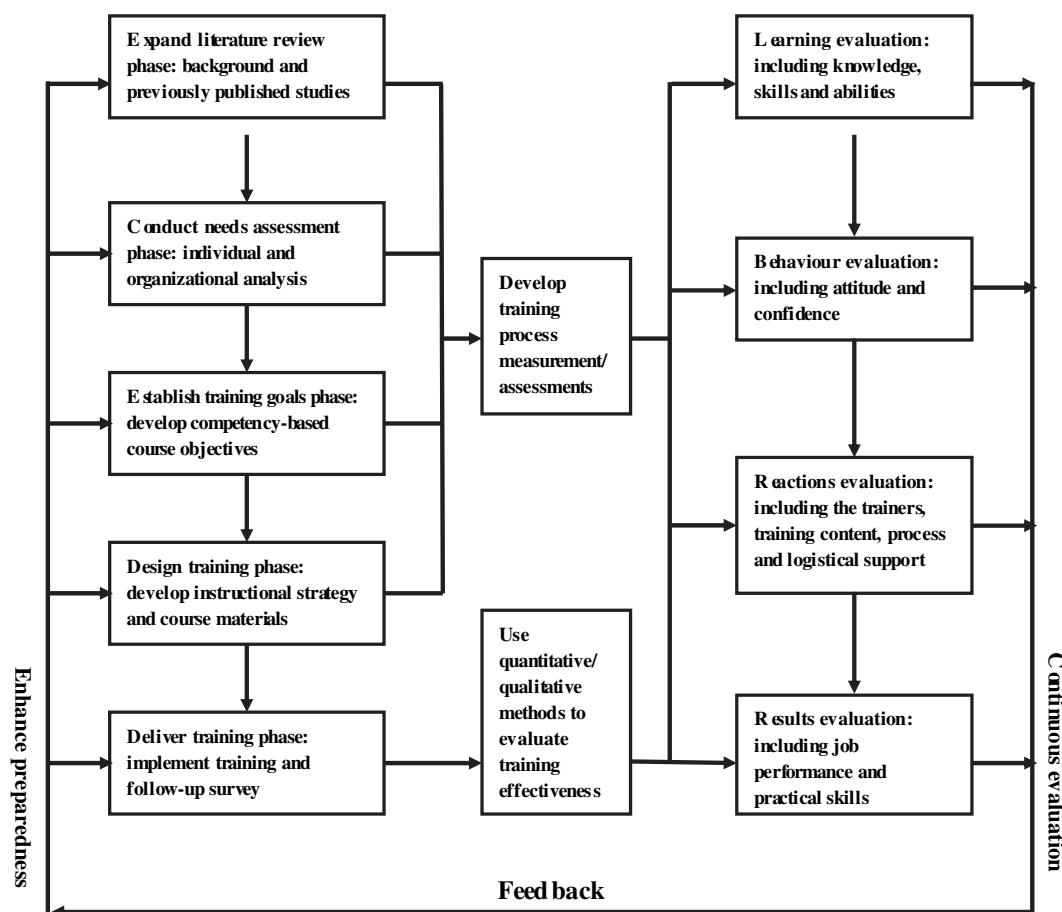 Expand literature review
phase: background and
previously published studies
Conduct needs assessment
phase: individual and
organizational analysis
Establish training goals phase:
develop competency-based
course objectives
Design training phase:
develop instructional strategy
and course materials
Deliver training phase:
implement training and
follow-up survey
Develop
training
process
measurement/
assessments
Use
quantitative/
qualitative
methods to
evaluate
training
effectiveness
Learning evaluation:
including knowledge,
skills and abilities
Behaviour evaluation:
including attitude and
confidence
Reactions evaluation:
including the trainers,
training content, process
and logistical support
Results evaluation:
including job
performance and
practical skills
Enhance preparedness
Continuous evaluation
Feedback